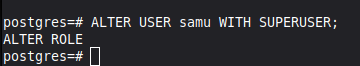 postgres=# ALTER USER samu WITH SUPERUSER;
ALTER ROLE
postgres=#